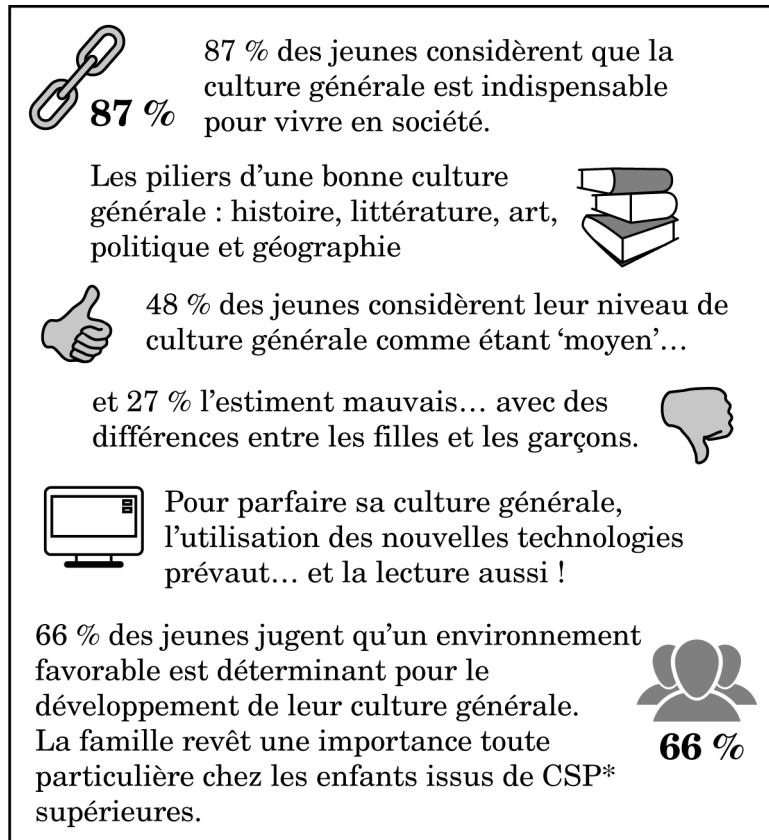 87 % des jeunes considèrent que la
culture générale est indispensable
87 % pour vivre en société.
Les piliers d’une bonne culture
générale : histoire, littérature, art,
politique et géographie
48 % des jeunes considèrent leur niveau de
culture générale comme étant ‘moyen’...
et 27 % l’estiment mauvais... avec des
différences entre les filles et les garçons.
Pour parfaire sa culture générale,
l’utilisation des nouvelles technologies
prévaut... et la lecture aussi !
66 % des jeunes jugent qu’un environnement
favorable est déterminant pour le
développement de leur culture générale.
La famille revêt une importance toute
66 %
particulière chez les enfants issus de CSP*
supérieures.